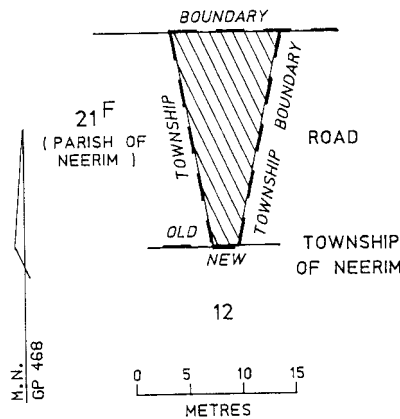 BOUNDARY
21F
(PARISH OF
NEERIM)
TOWNSHIP
TOWNSHIP BOUNDARY
ROAD
OLD
NEW
TOWNSHIP
OF NEERIM
12
M.N.
GP 468
0 5 10 15
METRES